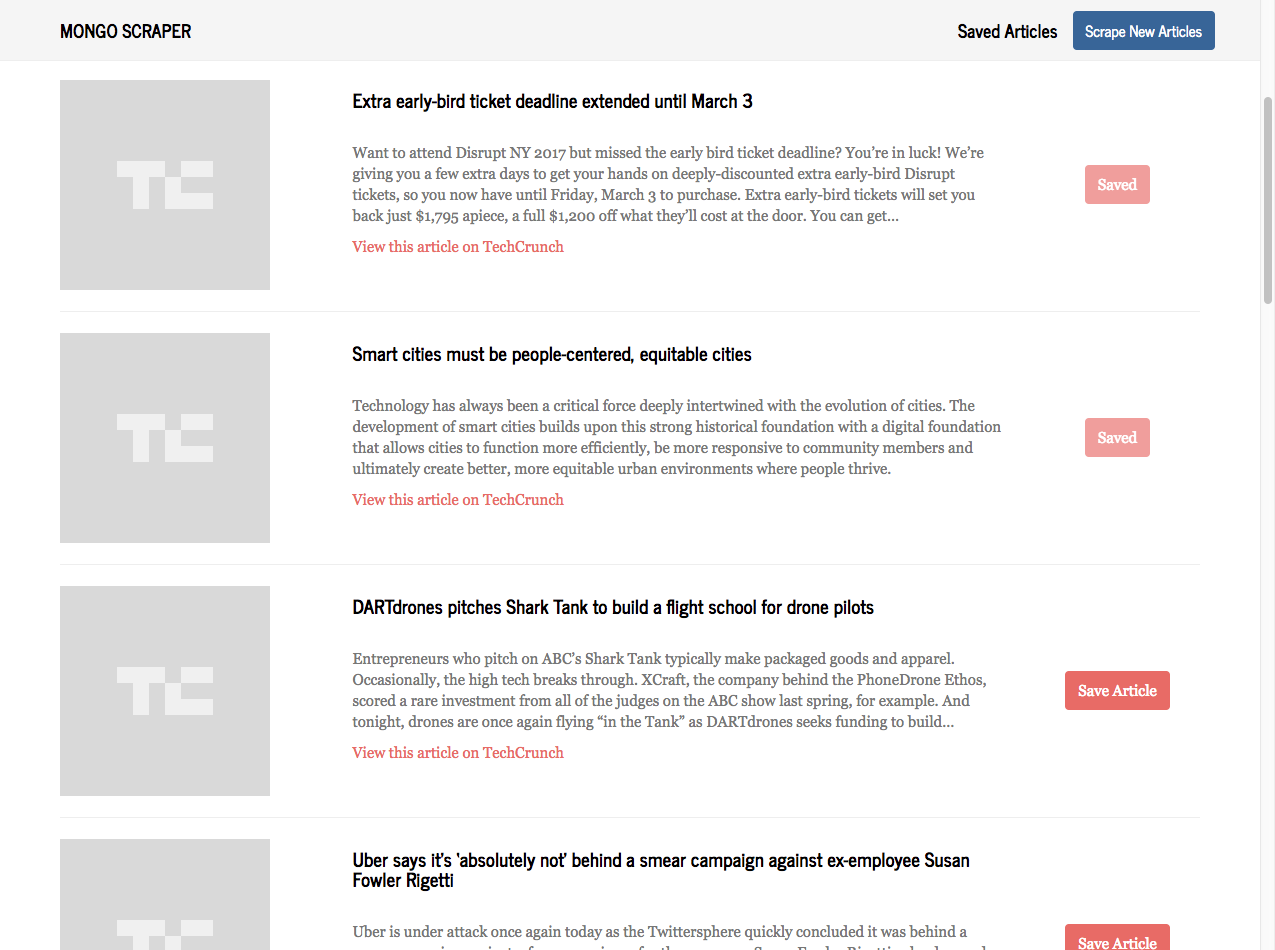 MONGO SCRAPER
Saved Articles
Scrape New Articles
TC
Extra early-bird ticket deadline extended until March 3
Want to attend Disrupt NY 2017 but missed the early bird ticket deadline? You’re in luck! We’re
giving you a few extra days to get your hands on deeply-discounted extra early-bird Disrupt
tickets, so you now have until Friday, March 3 to purchase. Extra early-bird tickets will set you
back just $1,795 apiece, a full $1,200 off what they’ll cost at the door. You can get...
View this article on TechCrunch
Saved
TC
Smart cities must be people-centered, equitable cities
Technology has always been a critical force deeply intertwined with the evolution of cities. The
development of smart cities builds upon this strong historical foundation with a digital foundation
that allows cities to function more efficiently, be more responsive to community members and
ultimately create better, more equitable urban environments where people thrive.
View this article on TechCrunch
Saved
TC
DARTdrones pitches Shark Tank to build a flight school for drone pilots
Entrepreneurs who pitch on ABC’s Shark Tank typically make packaged goods and apparel.
Occasionally, the high tech breaks through. XCraft, the company behind the PhoneDrone Ethos,
scored a rare investment from all of the judges on the ABC show last spring, for example. And
tonight, drones are once again flying “in the Tank” as DARTdrones seeks funding to build...
View this article on TechCrunch
Save Article
TC
Uber says it’s ‘absolutely not’ behind a smear campaign against ex-employee Susan
Fowler Rigetti
Uber is under attack once again today as the Twittersphere quickly concluded it was behind a
Save Article